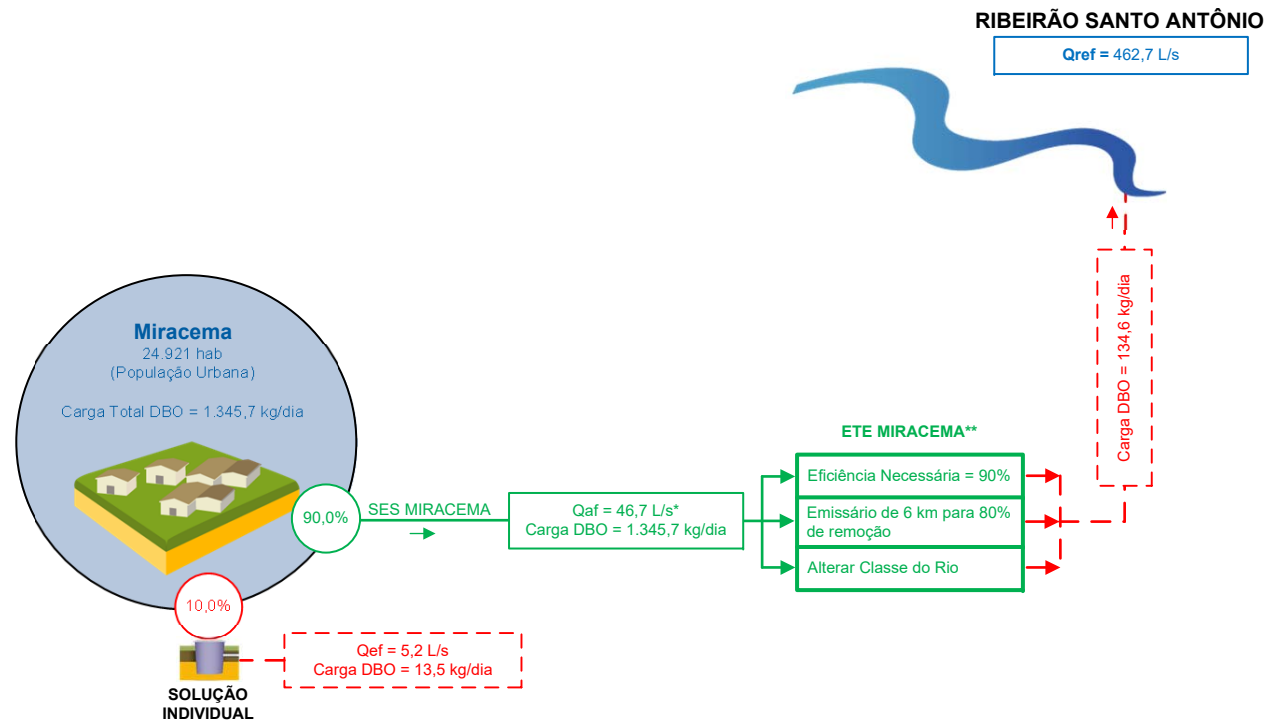 RIBEIRÃO SANTO ANTÔNIO
Qref = 462,7 L/s
Miracema
24.921 hab
(População Urbana)
Carga Total DBO = 1.345,7 kg/dia
90,0%
SES MIRACEMA
Qaf = 46,7 L/s*
Carga DBO = 1.345,7 kg/dia
ETE MIRACEMA**
Eficiência Necessária = 90%
Emissário de 6 km para 80%
de remoção
Alterar Classe do Rio
Carga DBO = 134,6 kg/dia
10,0%
Qef = 5,2 L/s
Carga DBO = 13,5 kg/dia
SOLUÇÃO
INDIVIDUAL